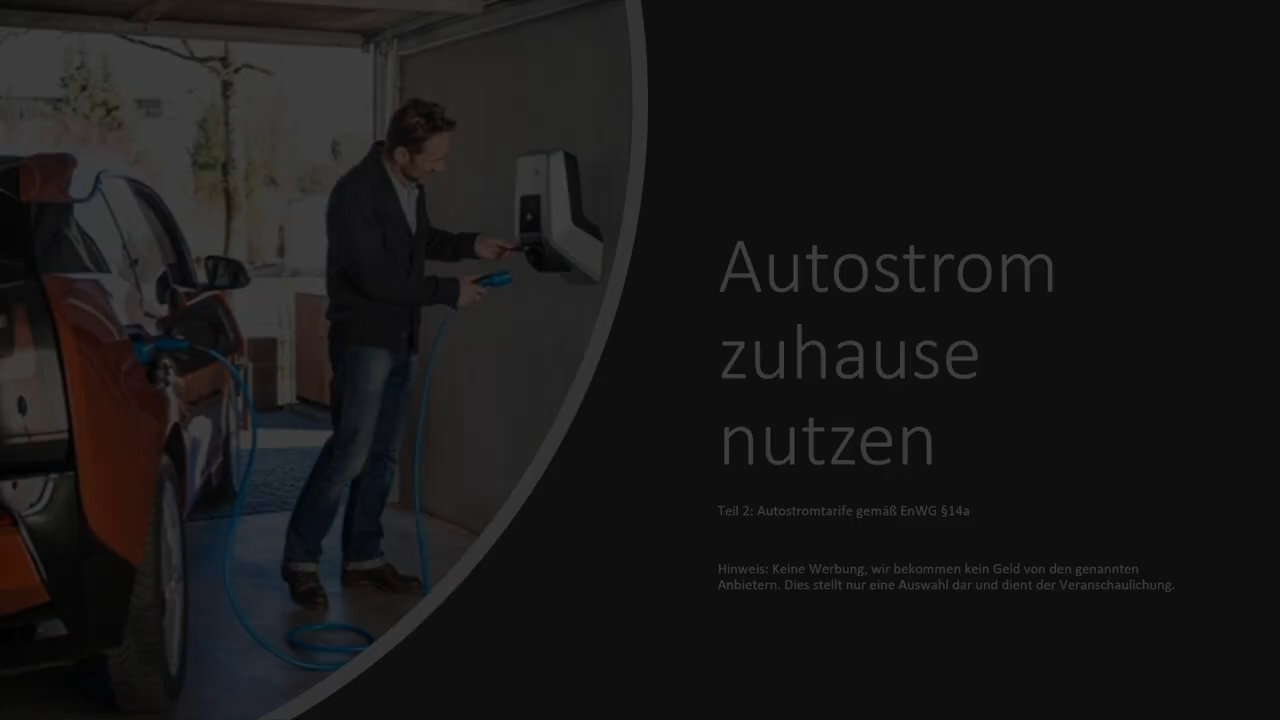 Autostrom
zuhause
nutzen
Teil 2: Autostromtarife gemäß EnWG §14a
Hinweis: Keine Werbung, wir bekommen kein Geld von den genannten
Anbietern. Dies stellt nur eine Auswahl dar und dient der Veranschaulichung.